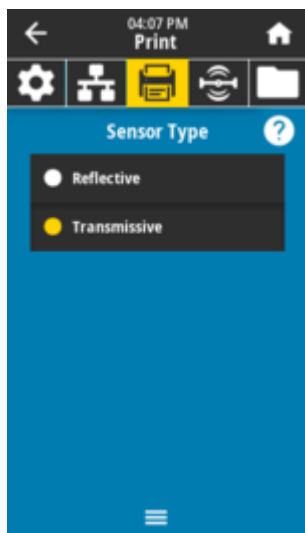 04:07 PM
Print
Sensor Type
?
Reflective
Transmissive